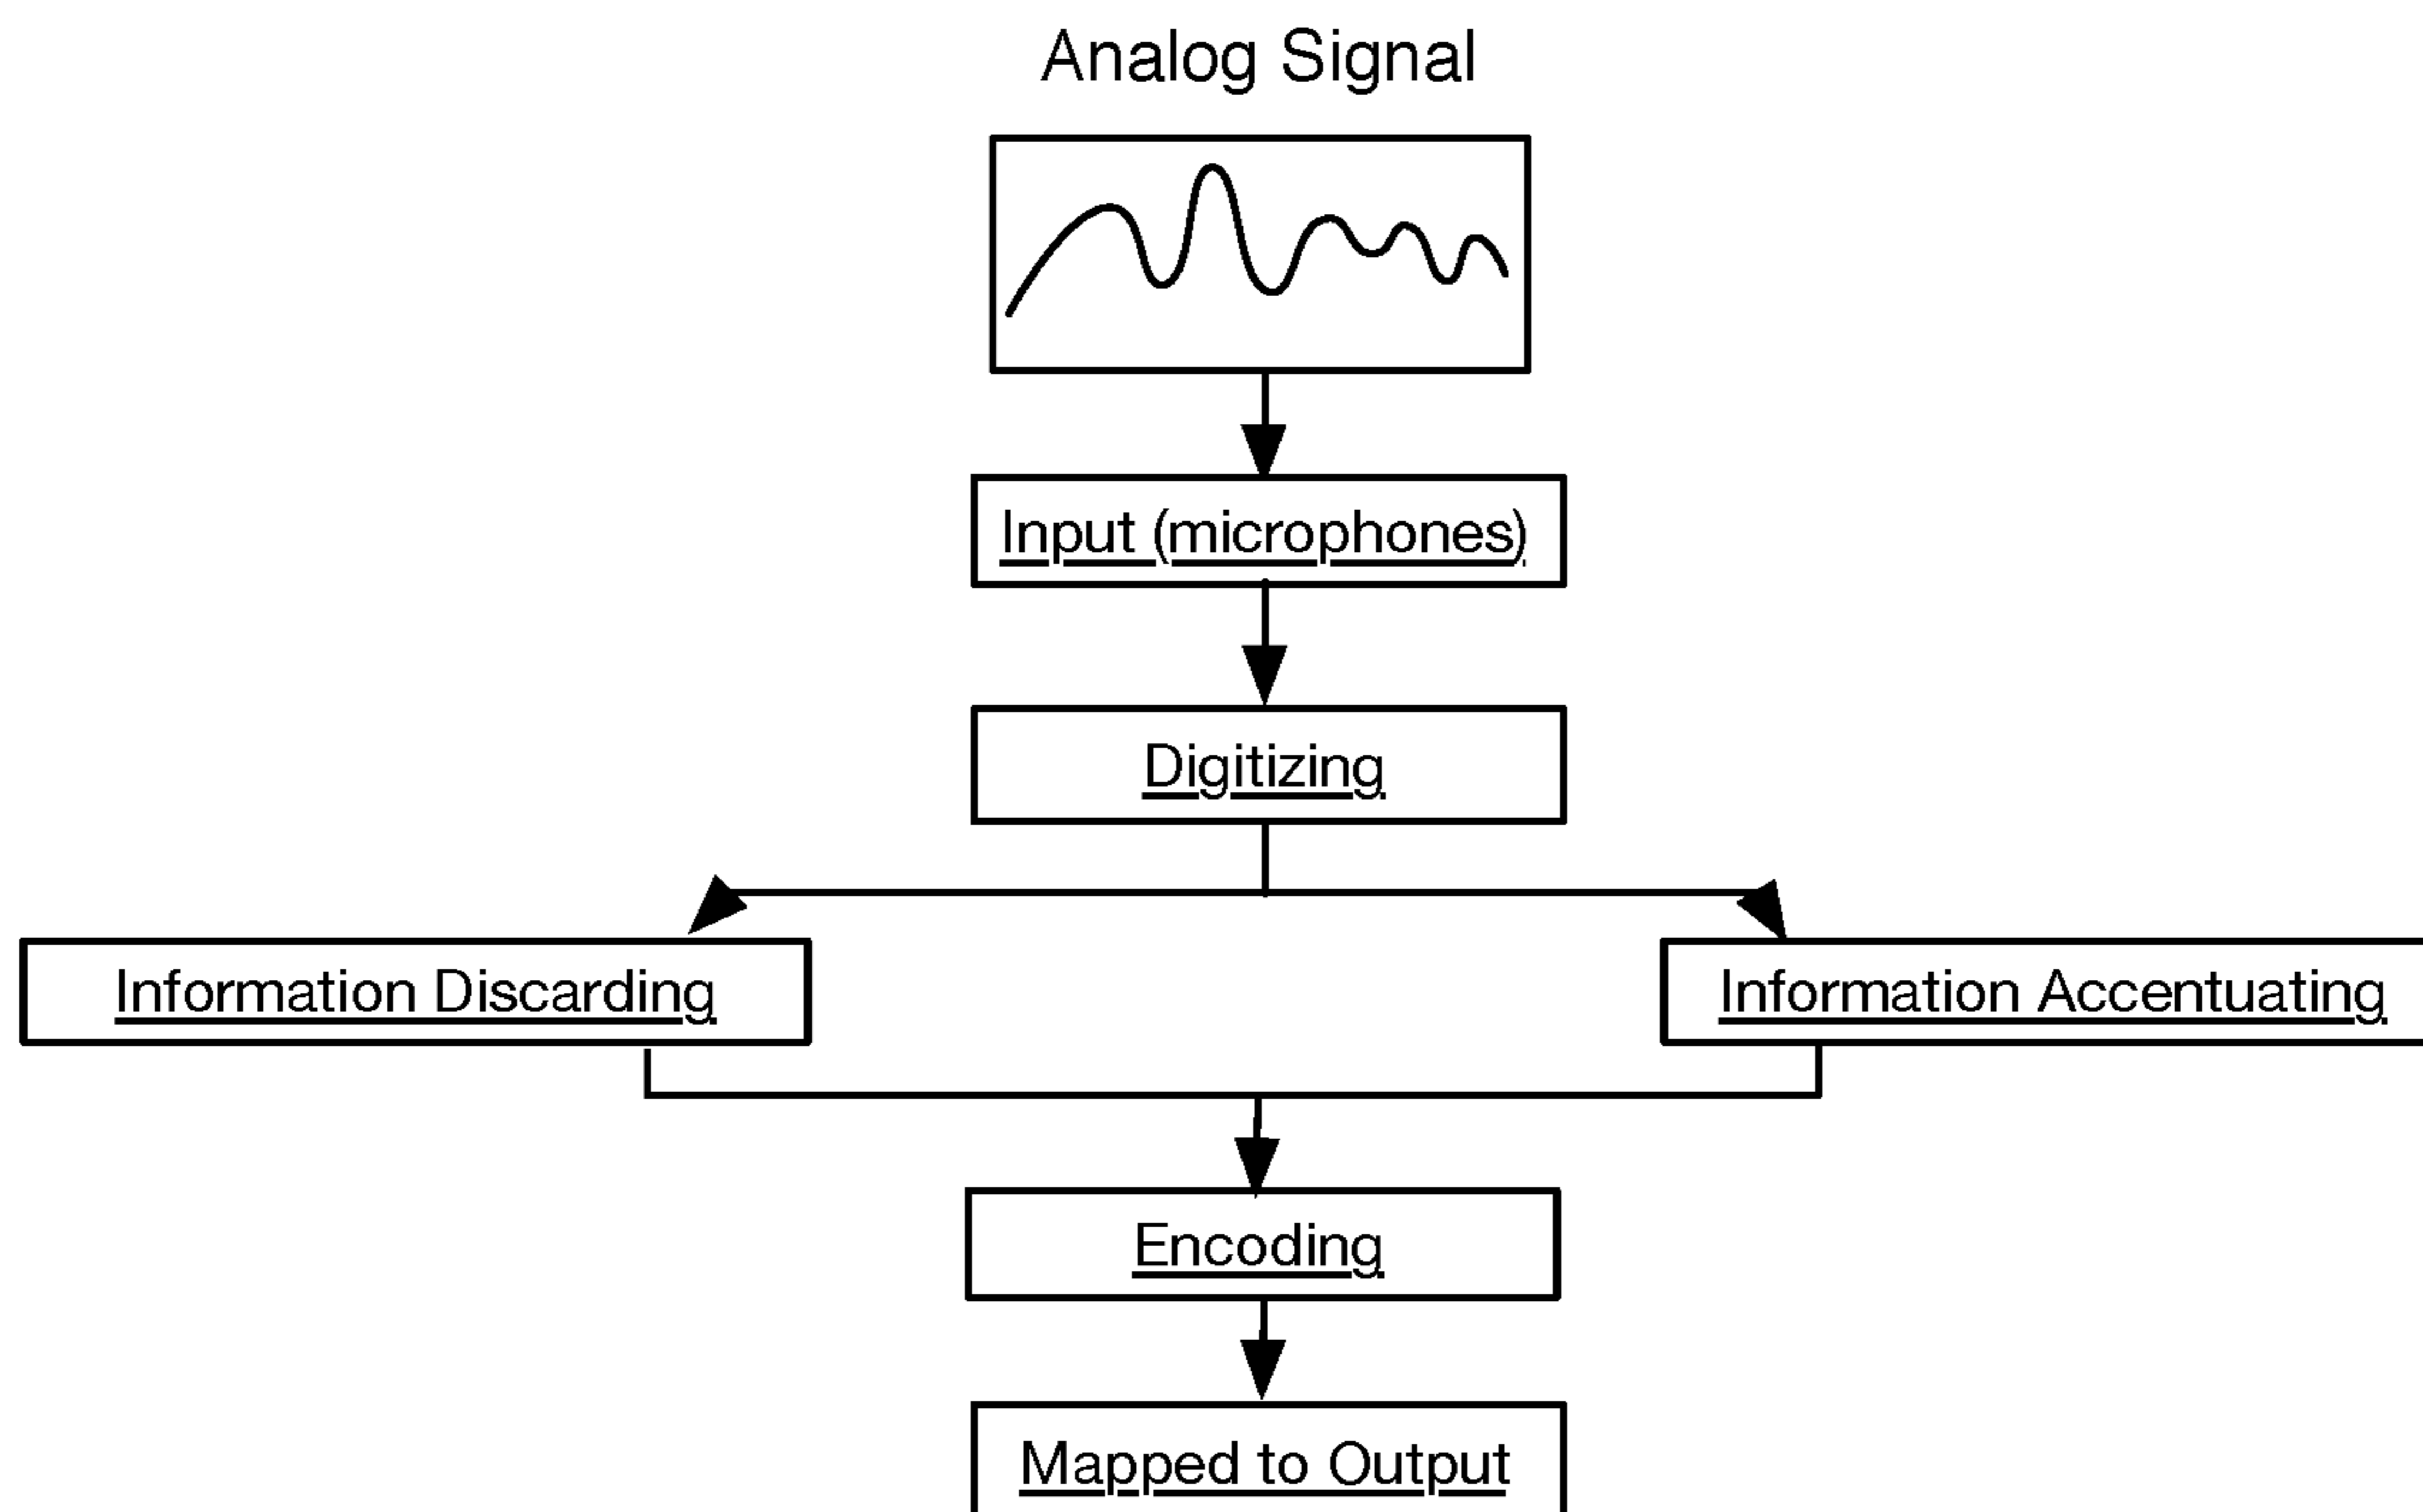 Analog Signal
Input (microphones)
Digitizing
Information Discarding
Information Accentuating
Encoding
Mapped to Output